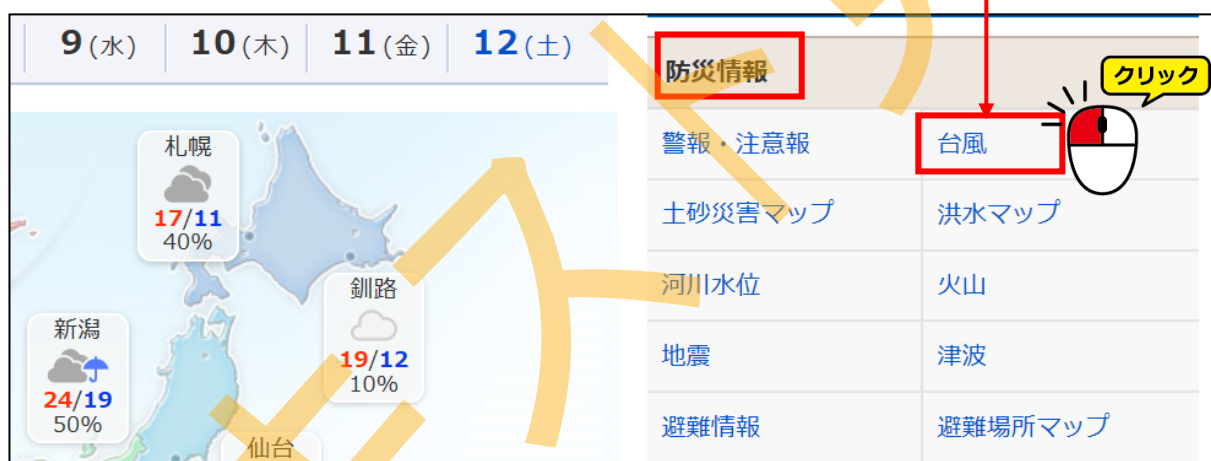 9(水) 10(木) 11(金) 12(土)
札幌
17/11
40%
釧路
19/12
10%
新潟
24/19
50%
仙台
防災情報
クリック
警報・注意報 台風
土砂災害マップ 洪水マップ
河川水位 火山
地震 津波
避難情報 避難場所マップ